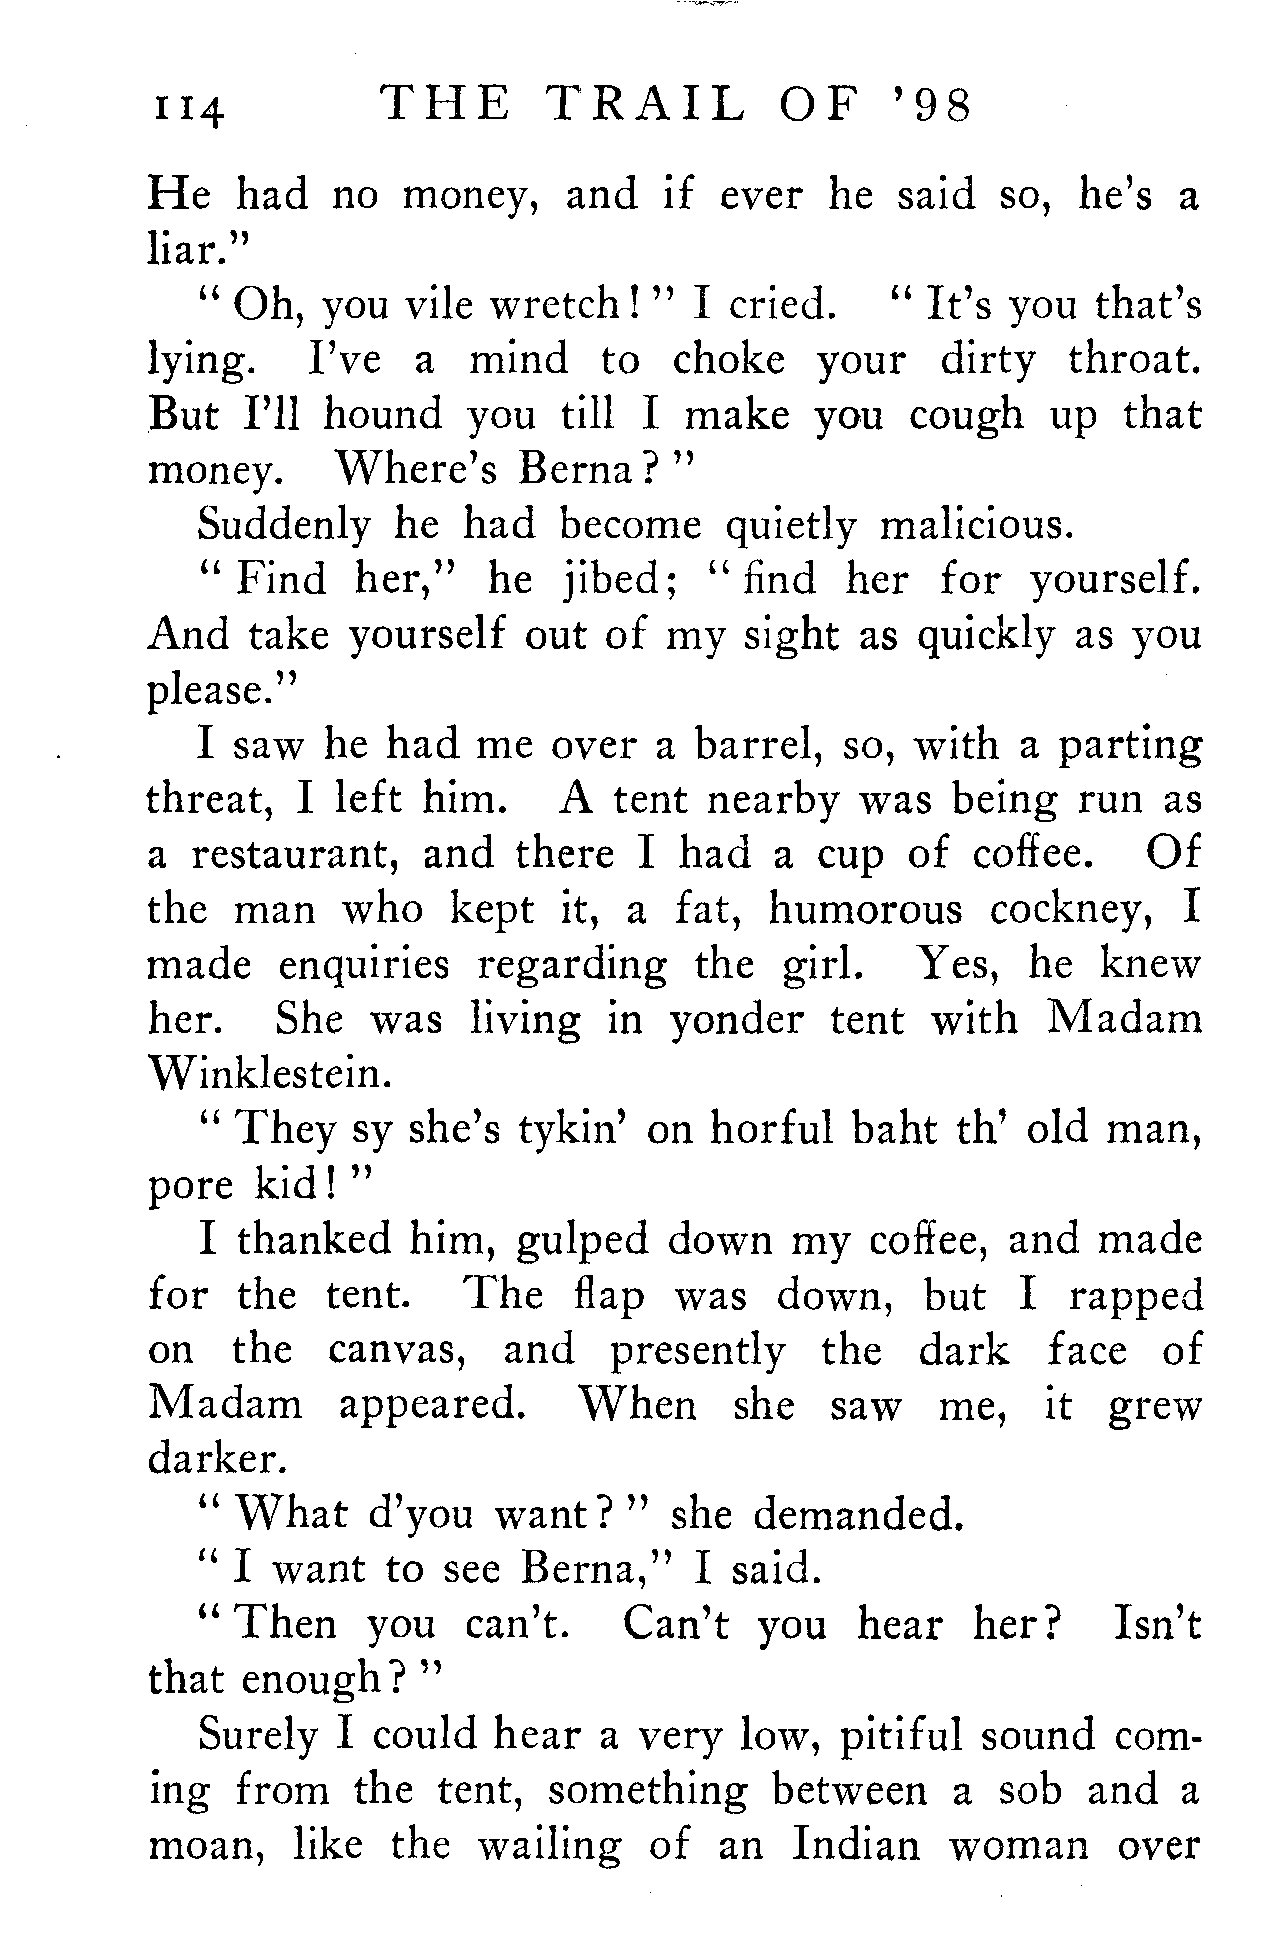 114 THE TRAIL OF '98
He had no money, and if ever he said so, he's a
liar."
" Oh, you vile wretch! " I cried. " It's you that's
lying. I've a mind to choke your dirty throat.
But I'll hound you till I make you cough up that
money. Where's Berna? "
Suddenly he had become quietly malicious.
" Find her," he jibed; " find her for yourself.
And take yourself out of my sight as quickly as you
please."
I saw he had me over a barrel, so, with a parting
threat, I left him. A tent nearby was being run as
a restaurant, and there I had a cup of coffee. Of
the man who kept it, a fat, humorous cockney, I
made enquiries regarding the girl. Yes, he knew
her. She was living in yonder tent with Madam
Winklestein.
" They sy she's tykin' on horful baht th' old man,
pore kid! "
I thanked him, gulped down my coffee, and made
for the tent. The flap was down, but I rapped
on the canvas, and presently the dark face of
Madam appeared. When she saw me, it grew
darker.
" What d'you want? " she demanded.
" I want to see Berna," I said.
" Then you can't. Can't you hear her? Isn't
that enough? "
Surely I could hear a very low, pitiful sound com-
ing from the tent, something between a sob and a
moan, like the wailing of an Indian woman over